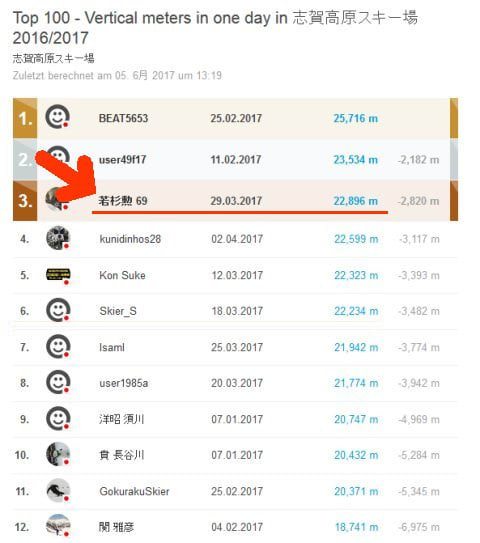 Top 100 - Vertical meters in one day in 志賀高原スキー場
2016/2017
志賀高原スキー場
Zuletzt berechnet am 05. 6月 2017 um 13:19
1. BEAT5653 25.02.2017 25,716 m
2. user49f17 11.02.2017 23,534 m -2,182 m
3. 若杉勲 69 29.03.2017 22,896 m -2,820 m
4. kunidinhos28 02.04.2017 22,599 m -3,117 m
5. Kon Suke 12.03.2017 22,323 m -3,393 m
6. Skier_S 18.03.2017 22,234 m -3,482 m
7. Isaml 25.03.2017 21,942 m -3,774 m
8. user1985a 20.03.2017 21,774 m -3,942 m
9. 洋昭 須川 07.01.2017 20,747 m -4,969 m
10. 貴 長谷川 07.01.2017 20,432 m -5,284 m
11. GokurakuSkier 25.02.2017 20,371 m -5,345 m
12. 関 雅彦 04.02.2017 18,741 m -6,975 m